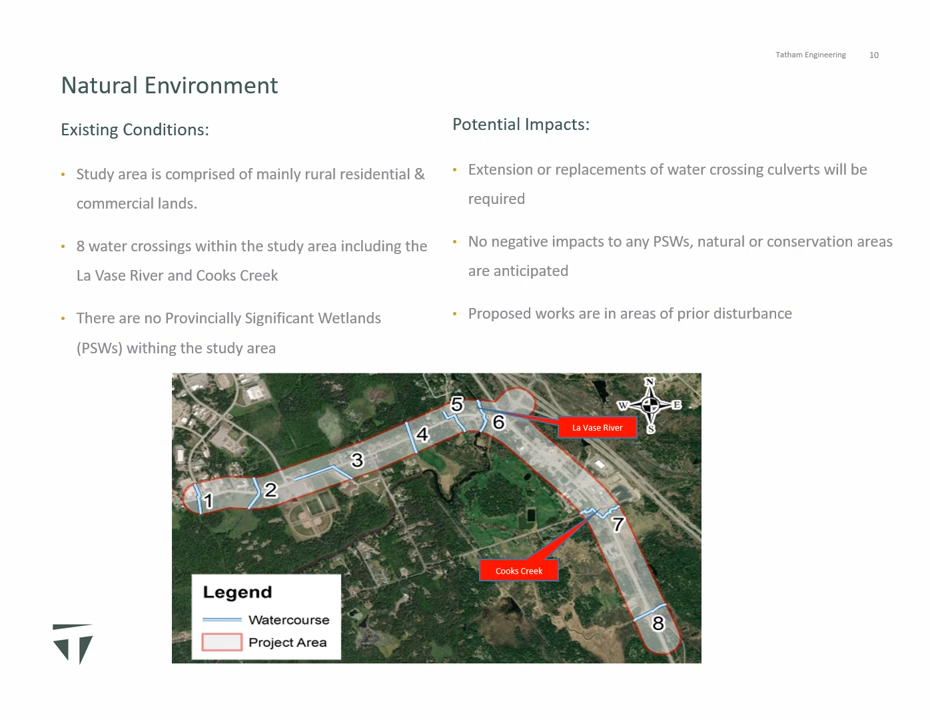 Tatham Engineering 10
Natural Environment
Existing Conditions:
• Study area is comprised of mainly rural residential &
commercial lands.
• 8 water crossings within the study area including the
La Vase River and Cooks Creek
• There are no Provincially Significant Wetlands
(PSWs) withing the study area
Potential Impacts:
• Extension or replacements of water crossing culverts will be
required
• No negative impacts to any PSWs, natural or conservation areas
are anticipated
• Proposed works are in areas of prior disturbance
N
W E
S
5
6
La Vase River
4
3
2
1
7
Cooks Creek
8
Legend
Watercourse
Project Area